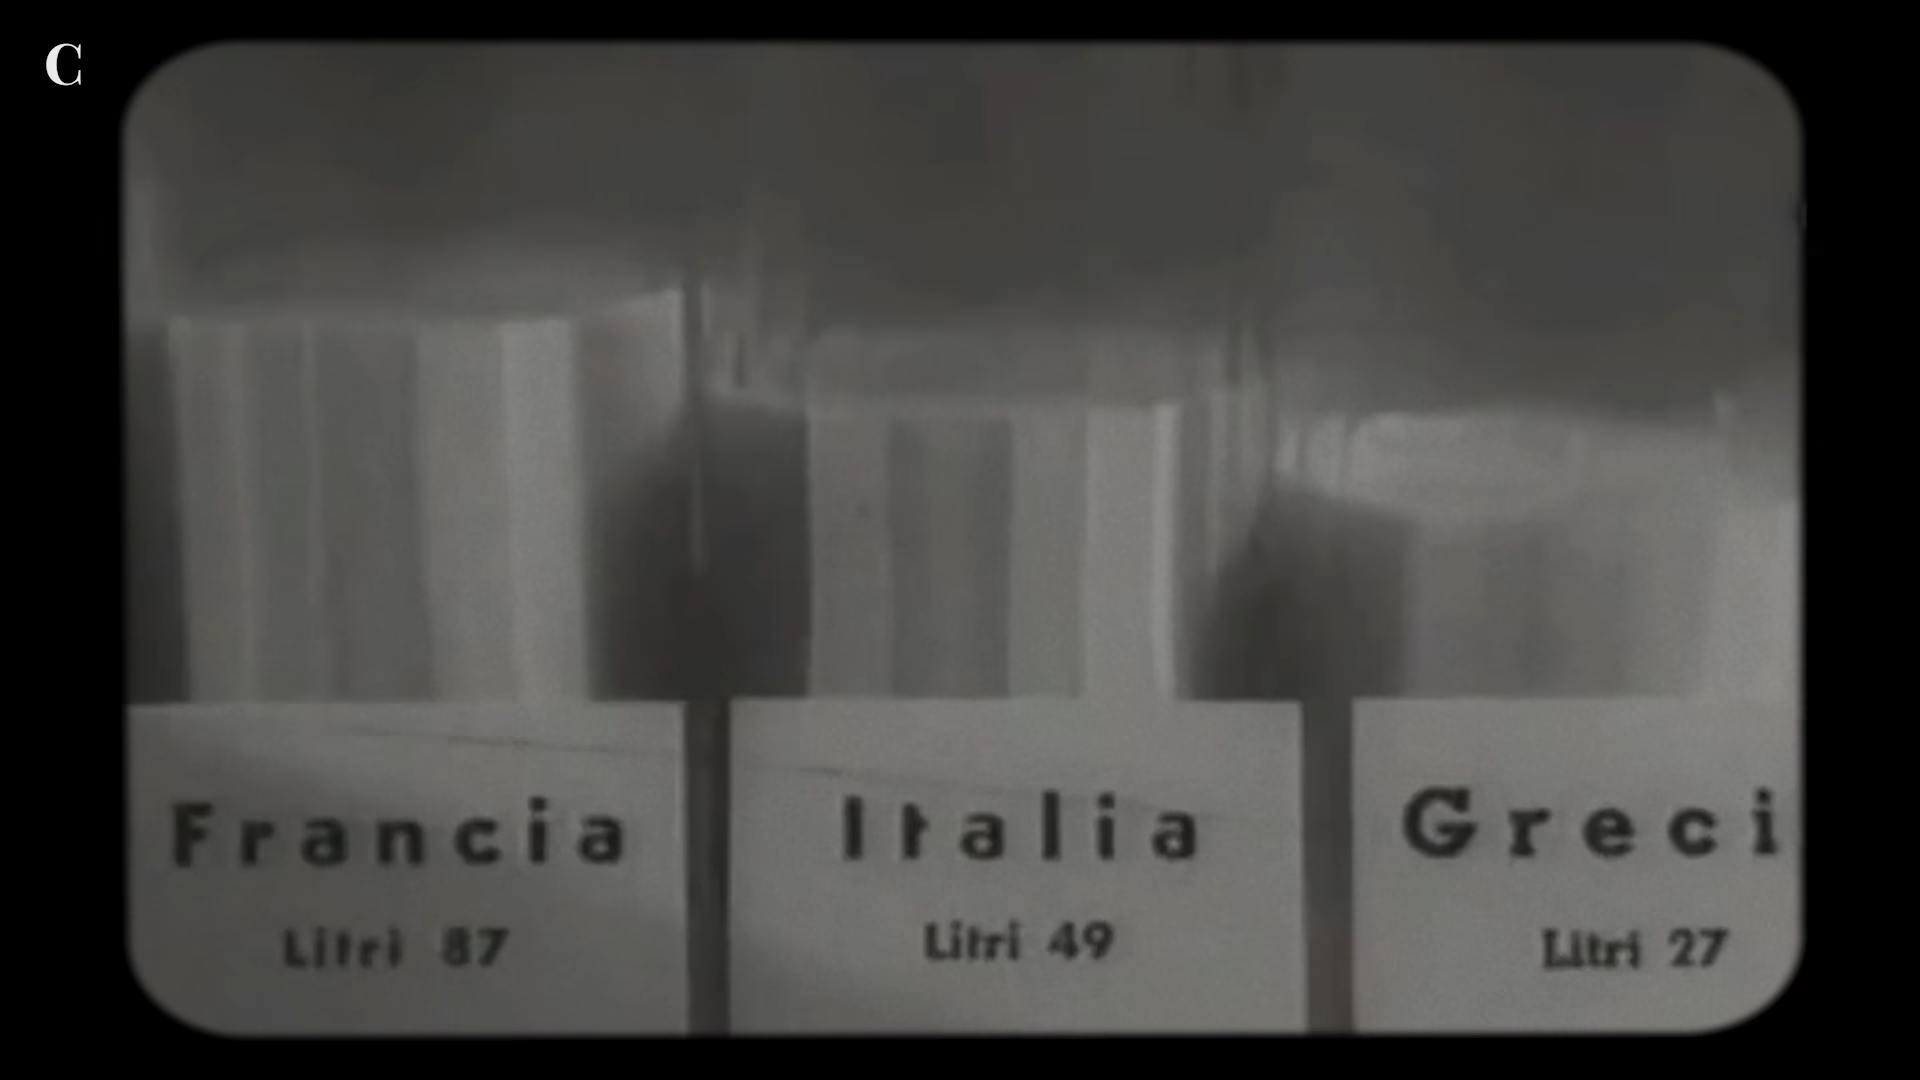 C
Francia
Litri 87
Italia
Litri 49
Greci
Litri 27